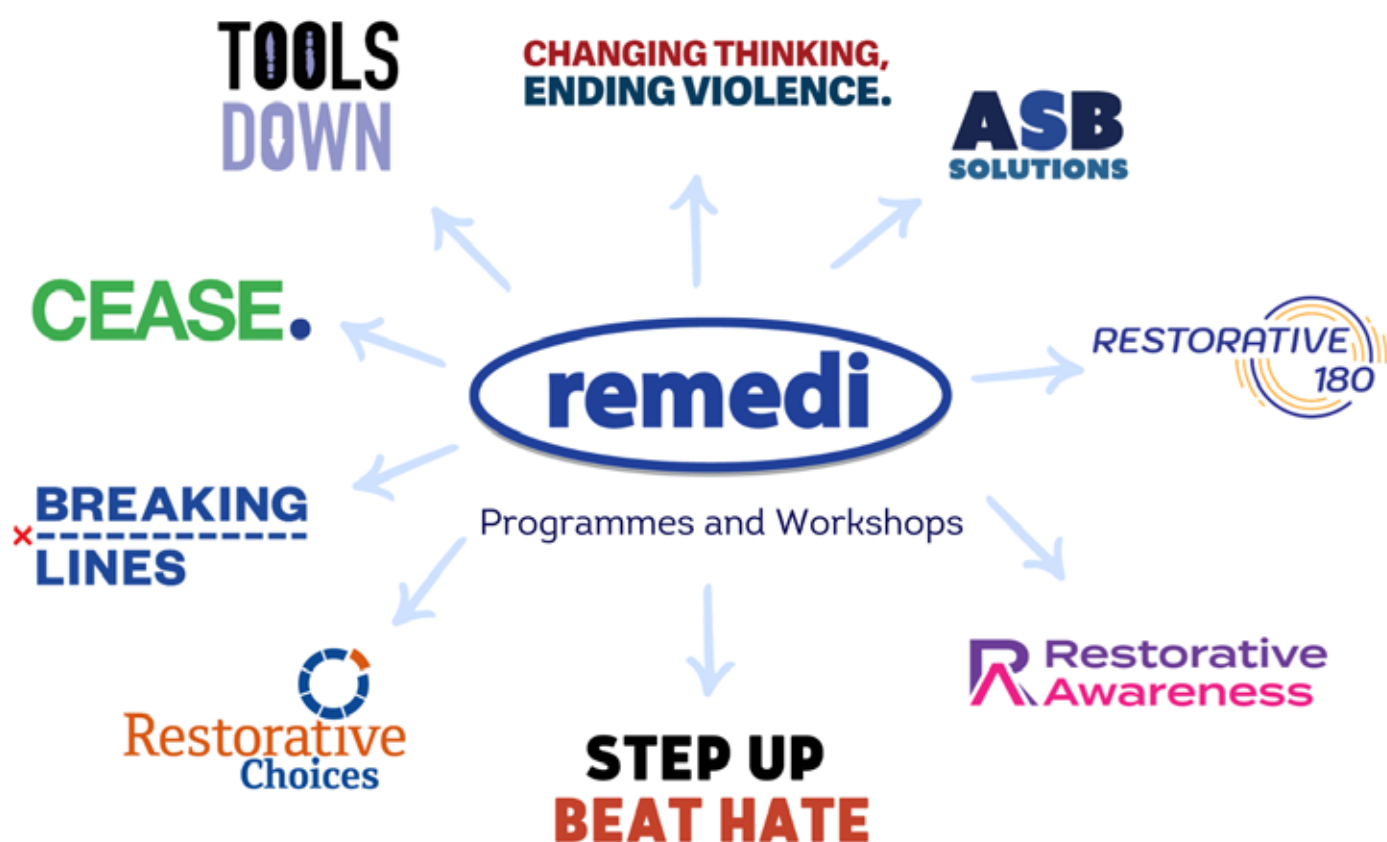 TOOLS
DOWN
CHANGING THINKING,
ENDING VIOLENCE.
ASB
SOLUTIONS
CEASE.
RESTORATIVE
180
remedi
Programmes and Workshops
BREAKING
LINES
Restorative
Awareness
Restorative
Choices
STEP UP
BEAT HATE